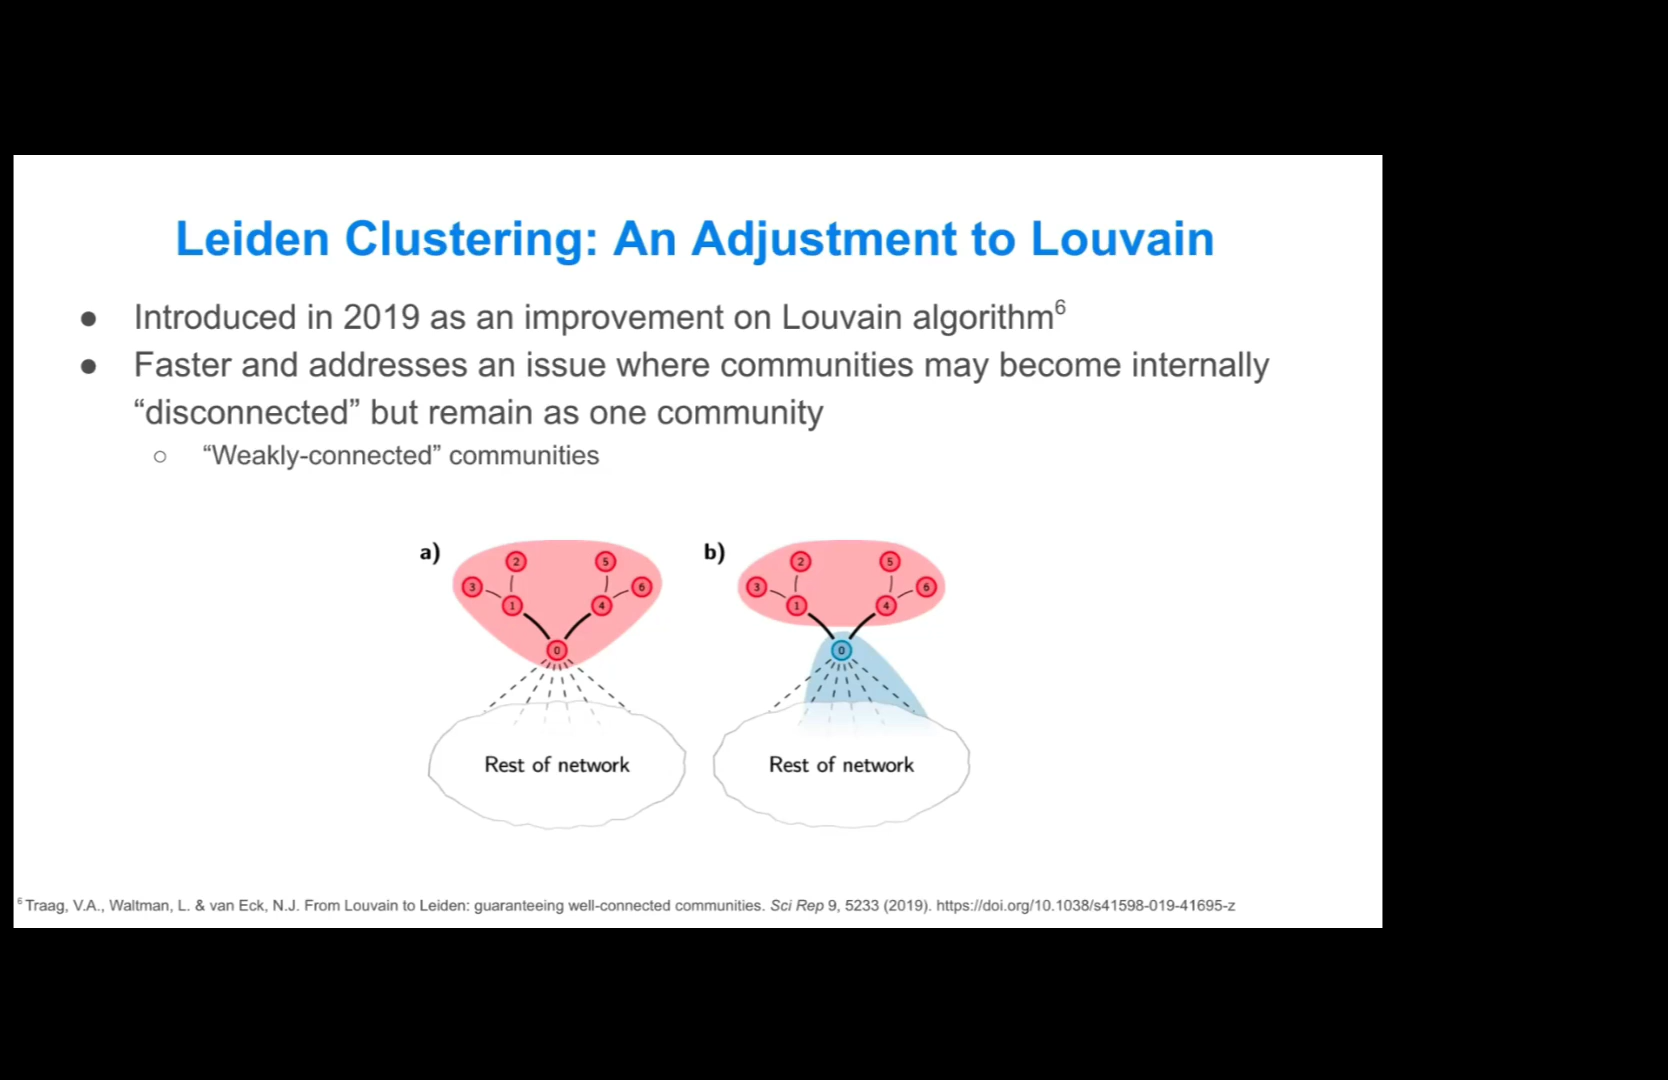 Leiden Clustering: An Adjustment to Louvain
● Introduced in 2019 as an improvement on Louvain algorithm⁶
● Faster and addresses an issue where communities may become internally
“disconnected” but remain as one community
○ “Weakly-connected” communities
a)
2
5
3
6
1
4
0
Rest of network
b)
2
5
3
6
1
4
0
Rest of network
⁶ Traag, V.A., Waltman, L. & van Eck, N.J. From Louvain to Leiden: guaranteeing well-connected communities. Sci Rep 9, 5233 (2019). https://doi.org/10.1038/s41598-019-41695-z